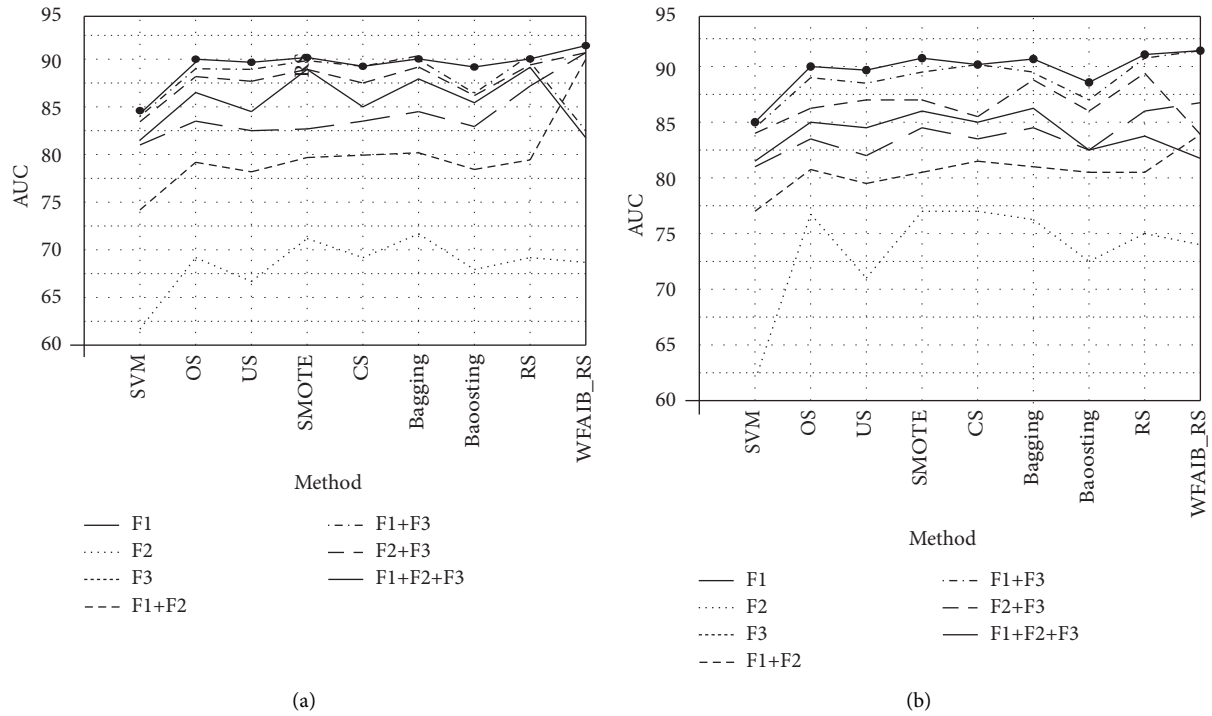 95
90
85
80
75
70
65
60
AUC
SVM
OS
US
SMOTE
CS
Bagging
Baoosting
RS
WFAIB_RS
Method
F1
F2
F3
F1+F2
F1+F3
F2+F3
F1+F2+F3
(a)
95
90
85
80
75
70
65
60
AUC
SVM
OS
US
SMOTE
CS
Bagging
Baoosting
RS
WFAIB_RS
Method
F1
F2
F3
F1+F2
F1+F3
F2+F3
F1+F2+F3
(b)